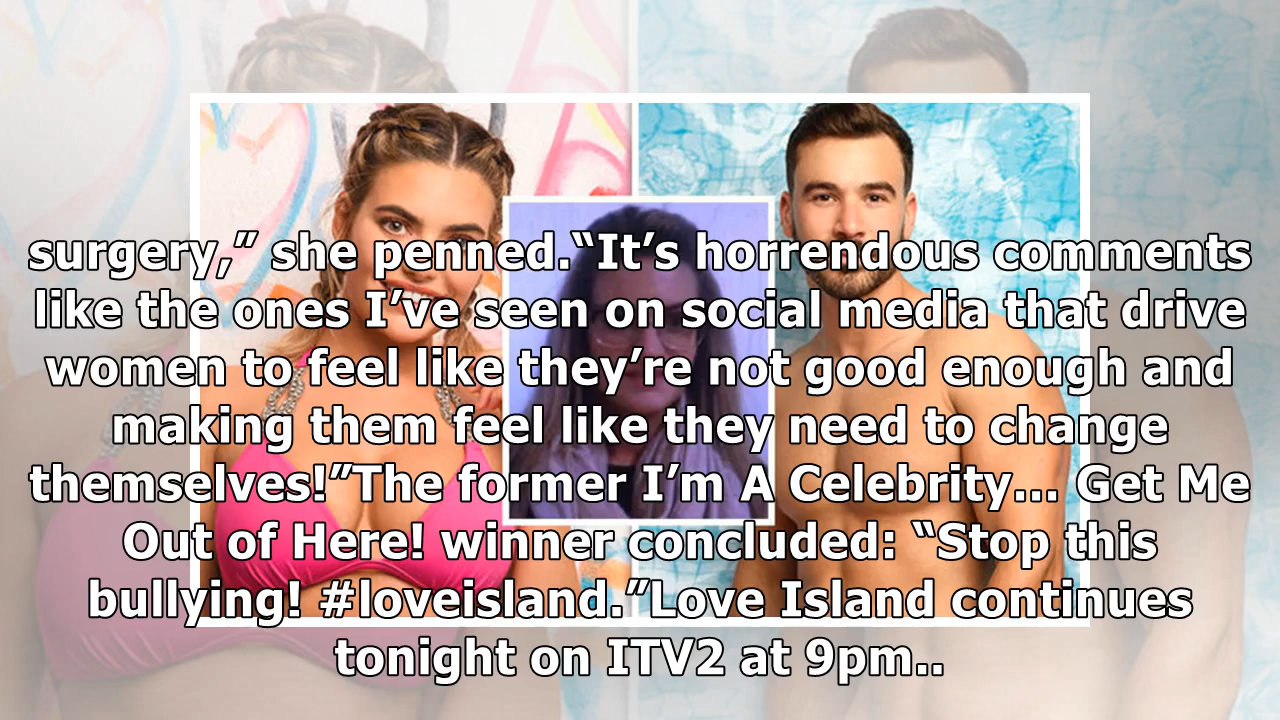 surgery,” she penned.“It’s horrendous comments
like the ones I’ve seen on social media that drive
women to feel like they’re not good enough and
making them feel like they need to change
themselves!”The former I’m A Celebrity... Get Me
Out of Here! winner concluded: “Stop this
bullying! #loveisland.”Love Island continues
tonight on ITV2 at 9pm..